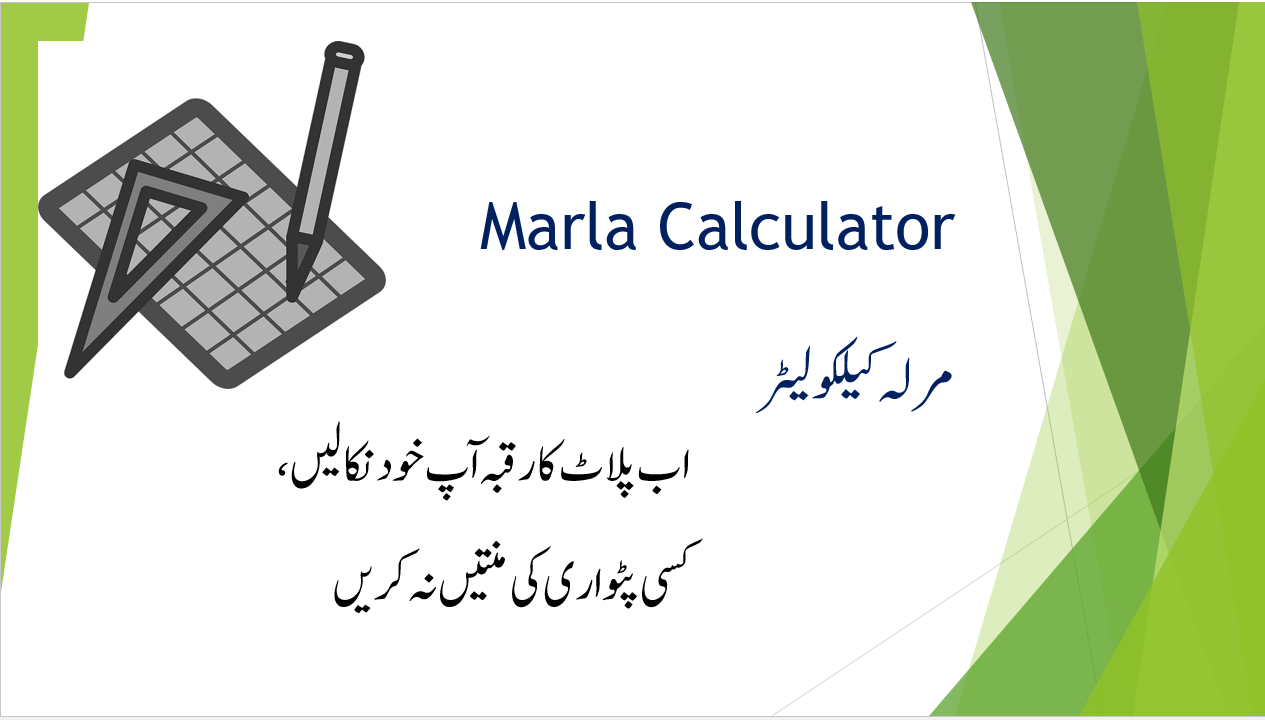 Marla Calculator
مرلہ کیلکولیٹر
اب پلاٹ کا رقبہ آپ خود نکالیں،
کسی پٹواری کی منتیں نہ کریں